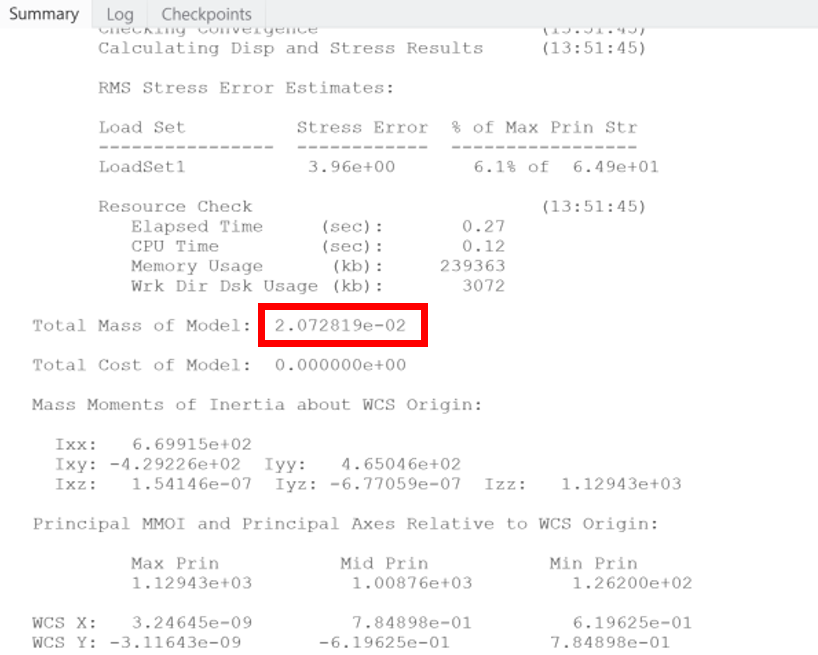 Summary Log Checkpoints
Checking Convergence (13:51:45)
Calculating Disp and Stress Results (13:51:45)
RMS Stress Error Estimates:
Load Set Stress Error % of Max Prin Str
---------------- ------------ -----------------
LoadSet1 3.96e+00 6.1% of 6.49e+01
Resource Check (13:51:45)
Elapsed Time (sec): 0.27
CPU Time (sec): 0.12
Memory Usage (kb): 239363
Wrk Dir Dsk Usage (kb): 3072
Total Mass of Model: 2.072819e-02
Total Cost of Model: 0.000000e+00
Mass Moments of Inertia about WCS Origin:
Ixx: 6.69915e+02
Ixy: -4.29226e+02 Iyy: 4.65046e+02
Ixz: 1.54146e-07 Iyz: -6.77059e-07 Izz: 1.12943e+03
Principal MMOI and Principal Axes Relative to WCS Origin:
Max Prin Mid Prin Min Prin
1.12943e+03 1.00876e+03 1.26200e+02
WCS X: 3.24645e-09 7.84898e-01 6.19625e-01
WCS Y: -3.11643e-09 -6.19625e-01 7.84898e-01